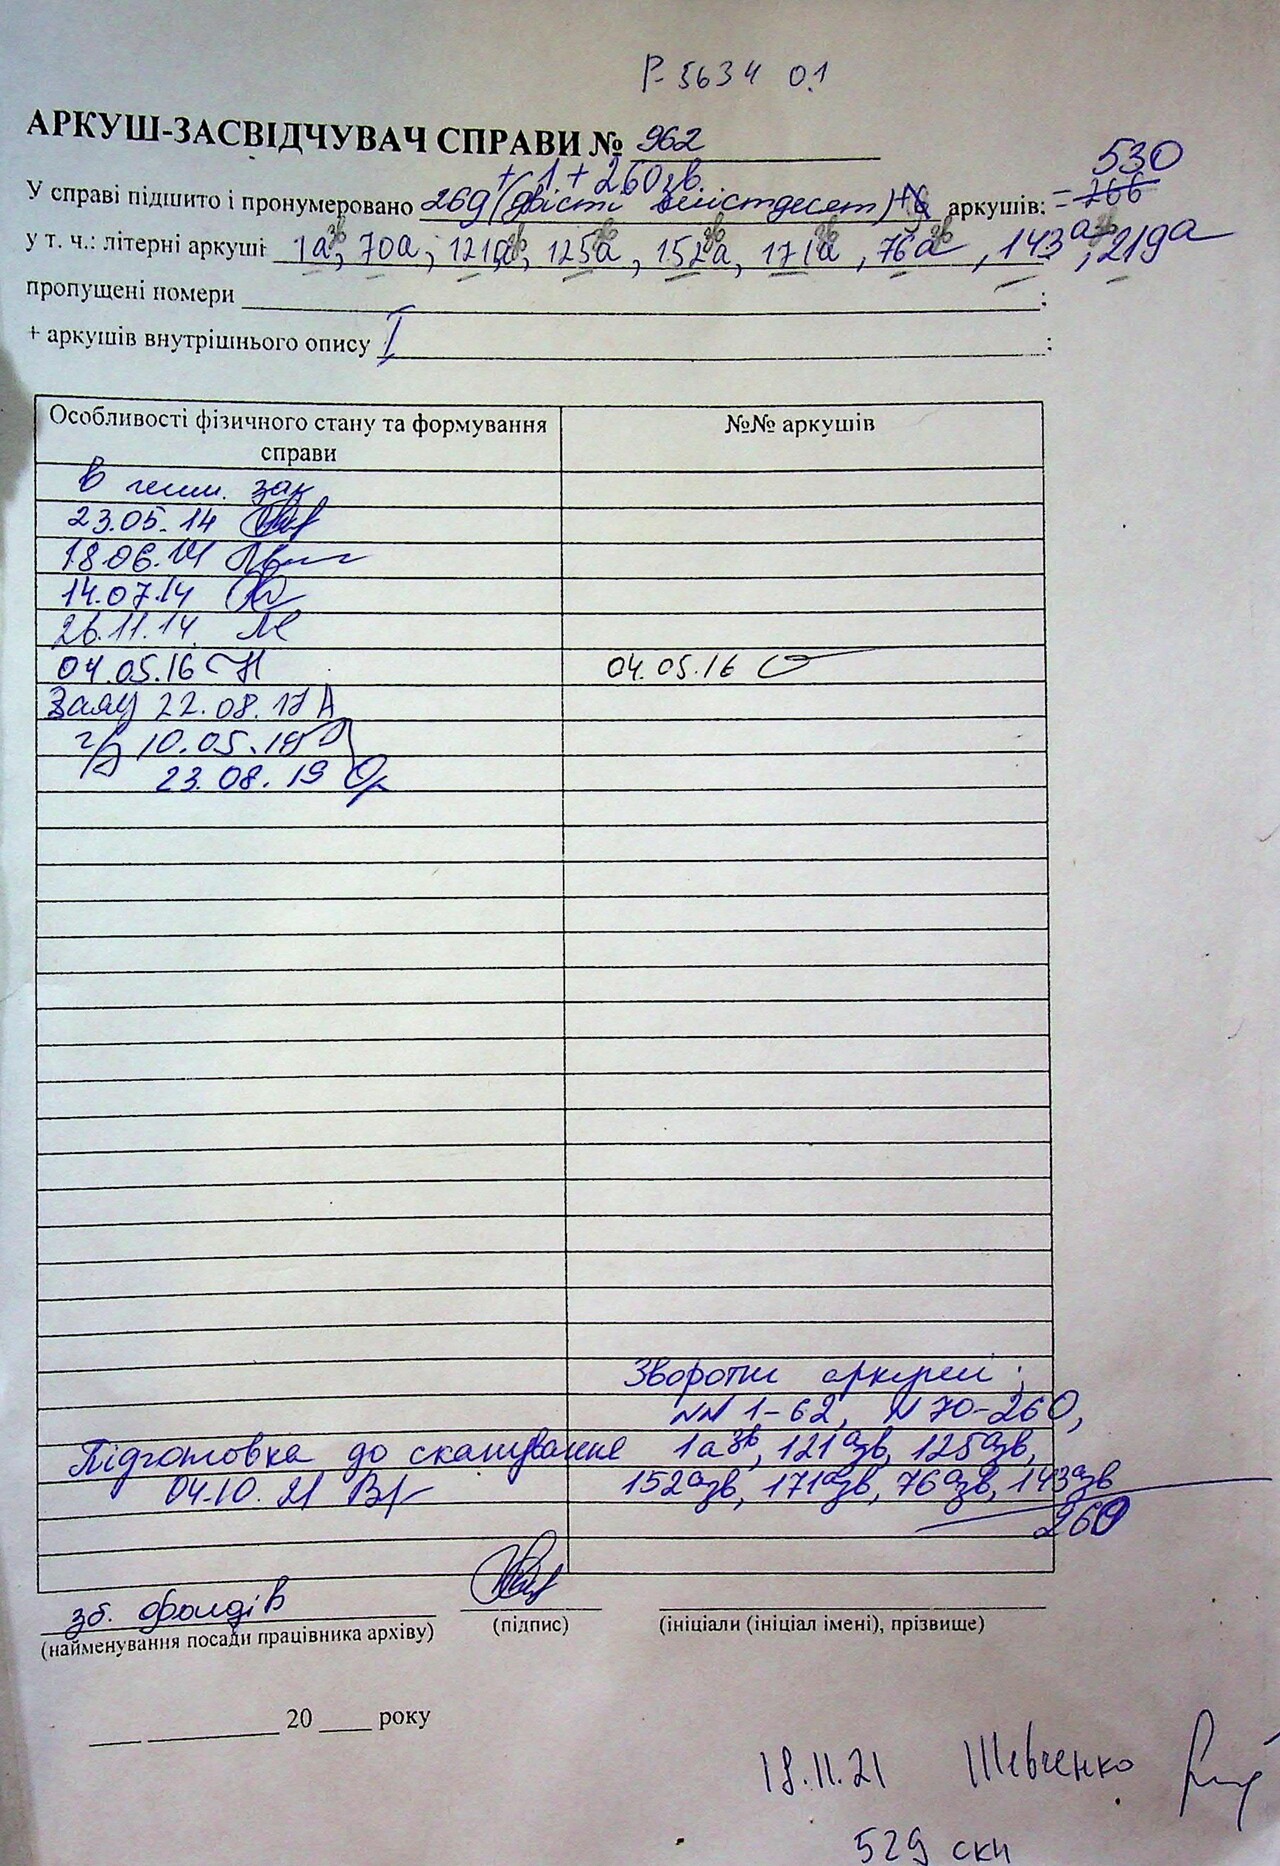 Р-5634 0.1
АРКУШ-ЗАСВІДЧУВАЧ СПРАВИ № 962
+1 + 260зв.
530
У справі підшито і пронумеровано 269 (двісті шістдесят) аркушів: = 266
у т. ч.: літерні аркуші 1а зв, 70а, 121а зв, 125а зв, 152а зв, 171а зв, 76а зв, 143а зв, 219а
пропущені номери ;
+ аркушів внутрішнього опису I ;
Особливості фізичного стану та формування справи
№№ аркушів
23.05.14
18.06.14
14.07.14
26.11.14
04.05.16 04.05.16
22.08.17
10.05.19
23.08.19
Звороти аркушів:
NN 1-62, N 70-260,
Підготовка до сканування 1а зв, 121а зв, 125а зв,
04.10.21 152а зв, 171а зв, 76а зв, 143а зв
260
зб. фондів
(найменування посади працівника архіву) (підпис) (ініціали (ініціал імені), прізвище)
20 року
18.11.21 Шевченко
529 скн